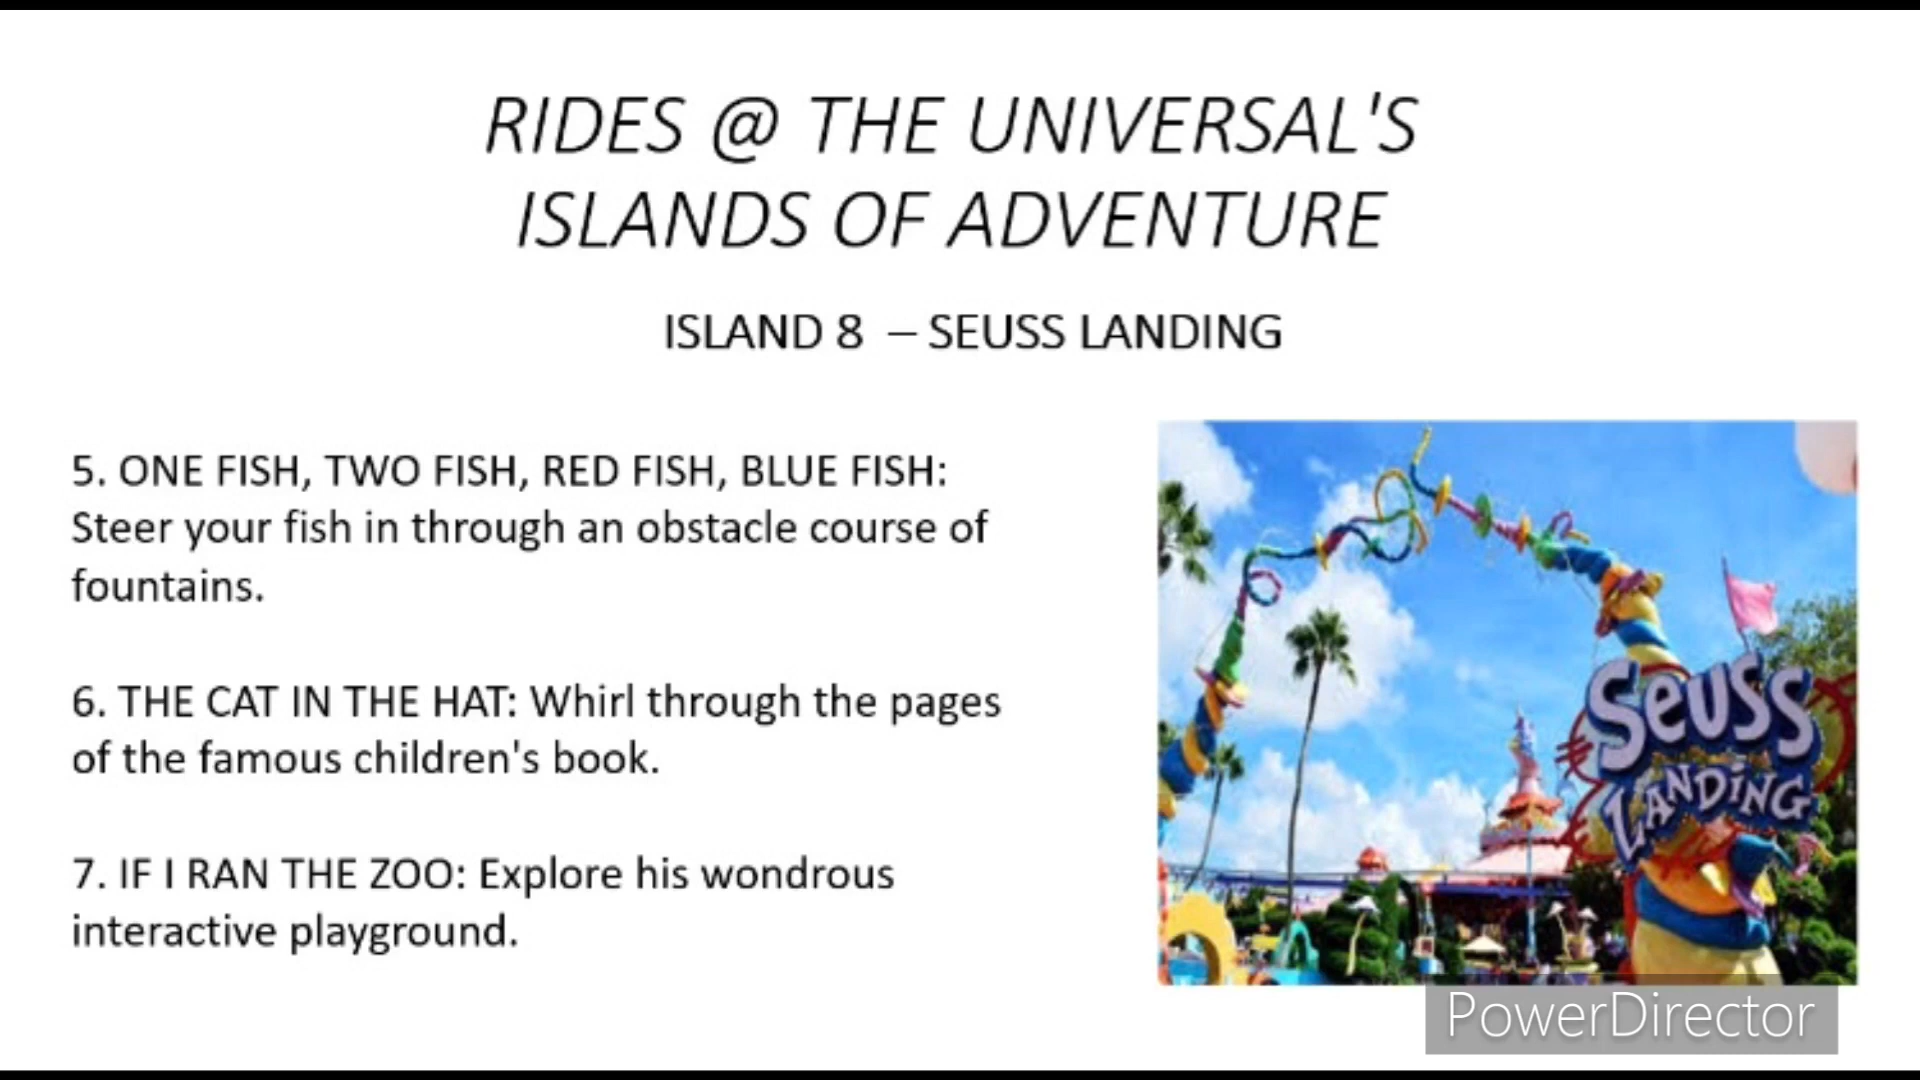 RIDES @ THE UNIVERSAL'S
ISLANDS OF ADVENTURE
ISLAND 8 – SEUSS LANDING
5. ONE FISH, TWO FISH, RED FISH, BLUE FISH:
Steer your fish in through an obstacle course of
fountains.
6. THE CAT IN THE HAT: Whirl through the pages
of the famous children's book.
7. IF I RAN THE ZOO: Explore his wondrous
interactive playground.
Seuss
LANDiNG
PowerDirector